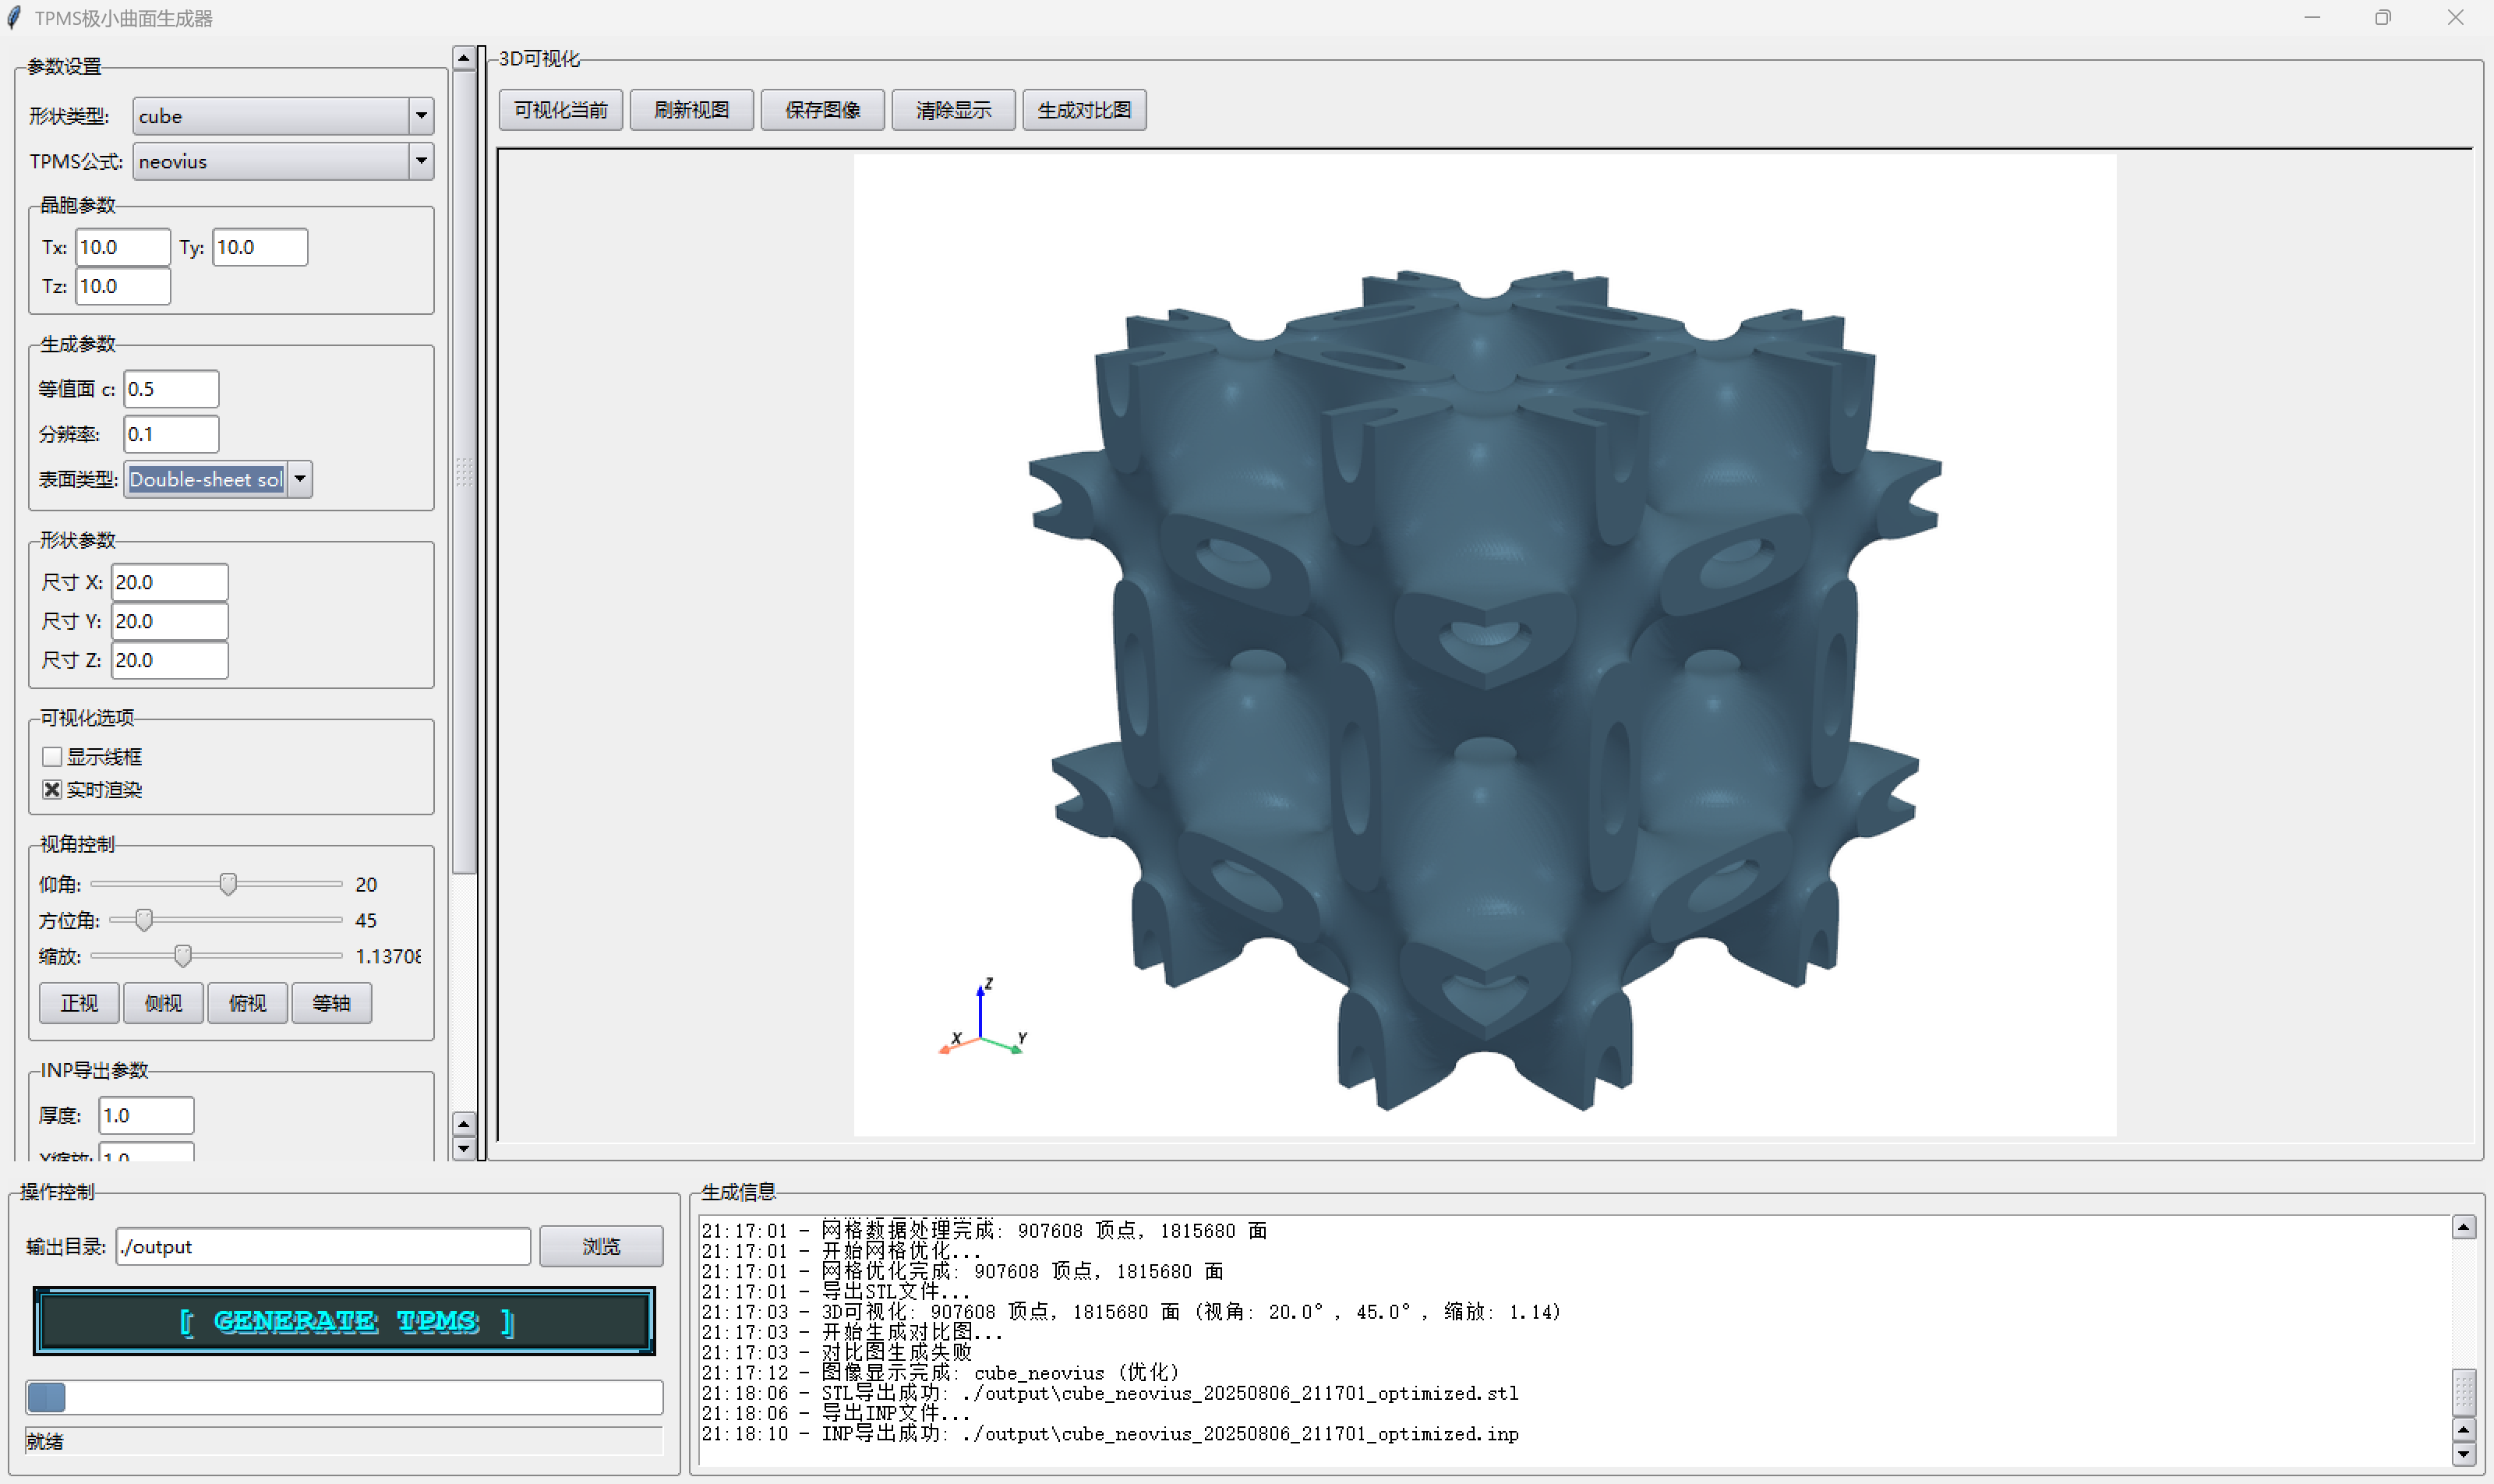 TPMS极小曲面生成器
参数设置
形状类型: cube
TPMS公式: neovius
晶胞参数
Tx: 10.0 Ty: 10.0
Tz: 10.0
生成参数
等值面 c: 0.5
分辨率: 0.1
表面类型: Double-sheet sol
形状参数
尺寸 X: 20.0
尺寸 Y: 20.0
尺寸 Z: 20.0
可视化选项
显示线框
实时渲染
视角控制
仰角: 20
方位角: 45
缩放: 1.13708
正视 侧视 俯视 等轴
INP导出参数
厚度: 1.0
X缩放: 1.0
3D可视化
可视化当前 刷新视图 保存图像 清除显示 生成对比图
Z
X Y
操作控制
输出目录: ./output 浏览
[ GENERATE TPMS ]
就绪
生成信息
21:17:01 - 网格数据处理完成: 907608 顶点, 1815680 面
21:17:01 - 开始网格优化...
21:17:01 - 网格优化完成: 907608 顶点, 1815680 面
21:17:01 - 导出STL文件...
21:17:03 - 3D可视化: 907608 顶点, 1815680 面 (视角: 20.0°, 45.0°, 缩放: 1.14)
21:17:03 - 开始生成对比图...
21:17:03 - 对比图生成失败
21:17:12 - 图像显示完成: cube_neovius (优化)
21:18:06 - STL导出成功: ./output\cube_neovius_20250806_211701_optimized.stl
21:18:06 - 导出INP文件...
21:18:10 - INP导出成功: ./output\cube_neovius_20250806_211701_optimized.inp